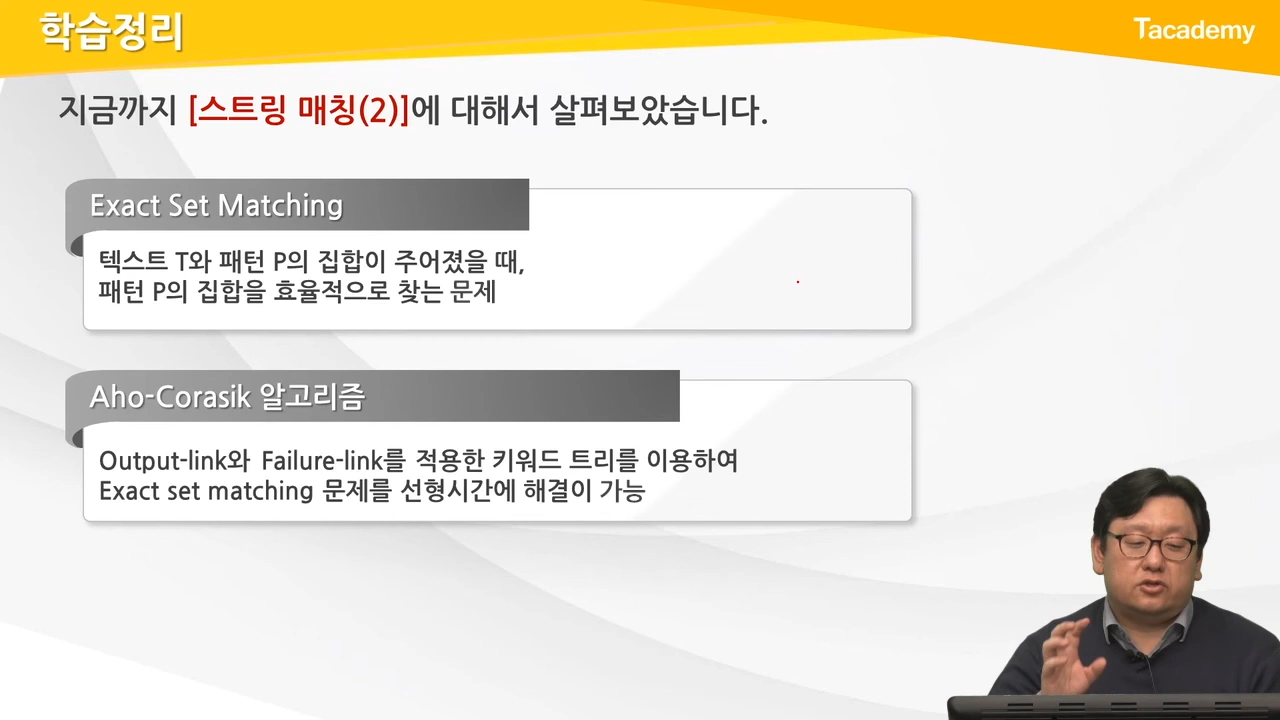 학습정리
Tacademy
지금까지 [스트링 매칭(2)]에 대해서 살펴보았습니다.
Exact Set Matching
텍스트 T와 패턴 P의 집합이 주어졌을 때,
패턴 P의 집합을 효율적으로 찾는 문제
Aho-Corasik 알고리즘
Output-link와 Failure-link를 적용한 키워드 트리를 이용하여
Exact set matching 문제를 선형시간에 해결이 가능